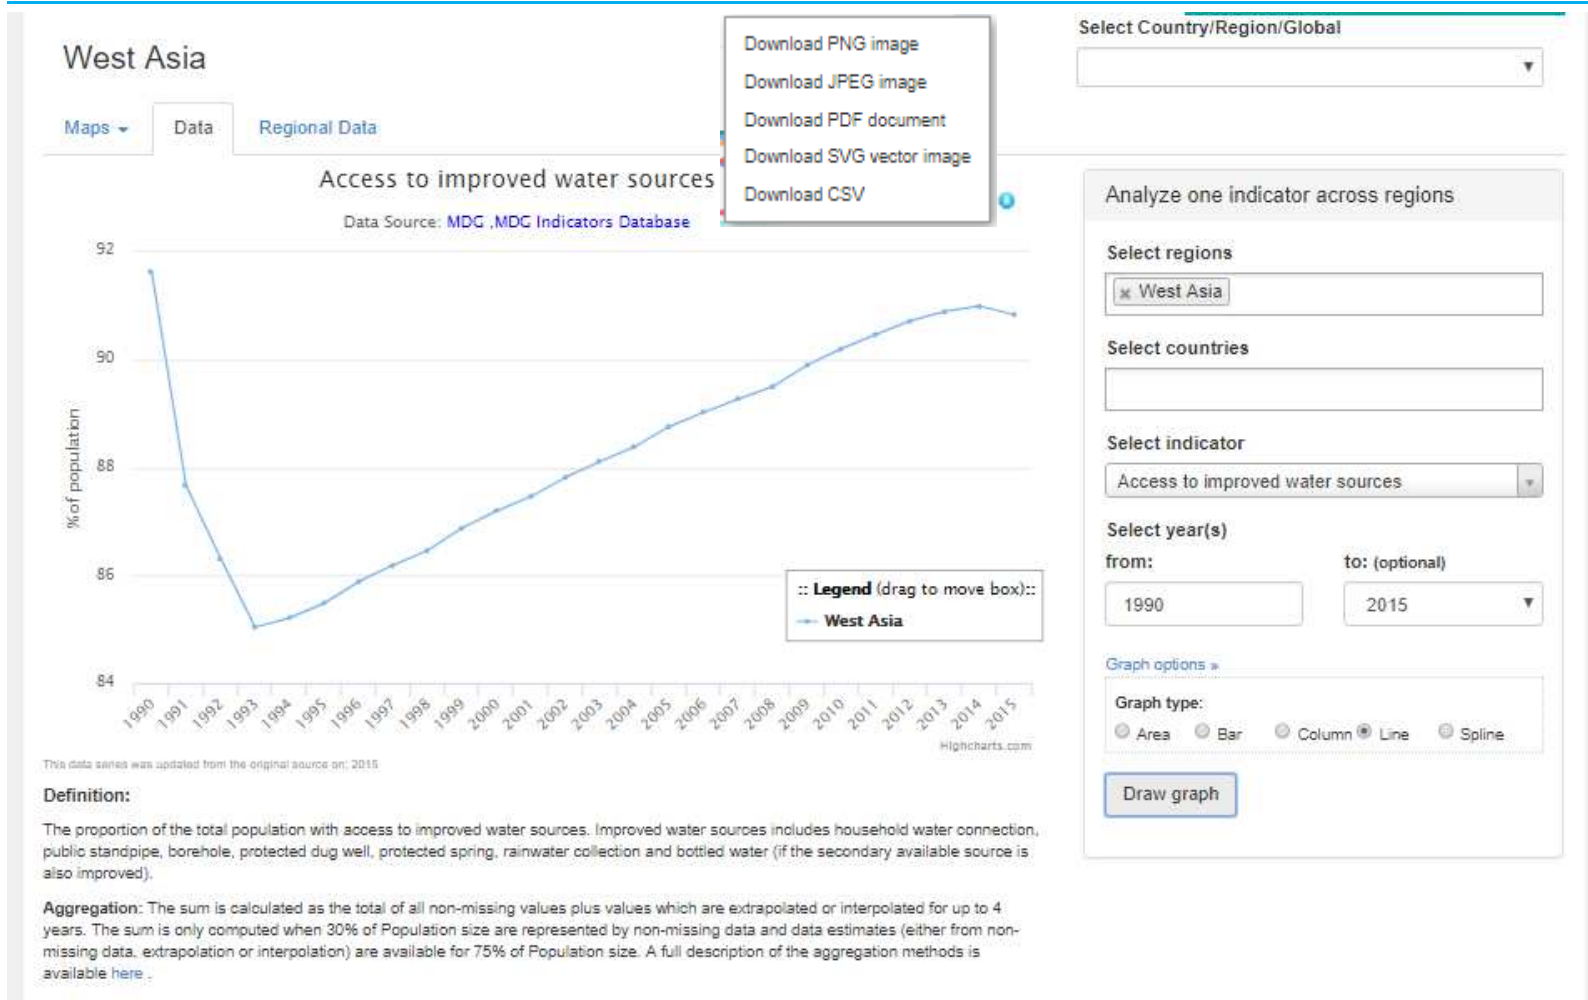 West Asia
Download PNG image
Download JPEG image
Download PDF document
Download SVG vector image
Download CSV
Select Country/Region/Global
Maps
Data
Regional Data
Access to improved water sources
Data Source: MDG ,MDG Indicators Database
92
90
88
86
84
% of population
:: Legend (drag to move box)::
West Asia
1990
1991
1992
1993
1994
1995
1996
1997
1998
1999
2000
2001
2002
2003
2004
2005
2006
2007
2008
2009
2010
2011
2012
2013
2014
2015
Highcharts.com
This data series was updated from the original source on: 2015
Definition:
The proportion of the total population with access to improved water sources. Improved water sources includes household water connection,
public standpipe, borehole, protected dug well, protected spring, rainwater collection and bottled water (if the secondary available source is
also improved).
Aggregation: The sum is calculated as the total of all non-missing values plus values which are extrapolated or interpolated for up to 4
years. The sum is only computed when 30% of Population size are represented by non-missing data and data estimates (either from non-
missing data, extrapolation or interpolation) are available for 75% of Population size. A full description of the aggregation methods is
available here .
Analyze one indicator across regions
Select regions
× West Asia
Select countries
Select indicator
Access to improved water sources
Select year(s)
from:
to: (optional)
1990
2015
Graph options »
Graph type:
Area Bar Column Line Spline
Draw graph